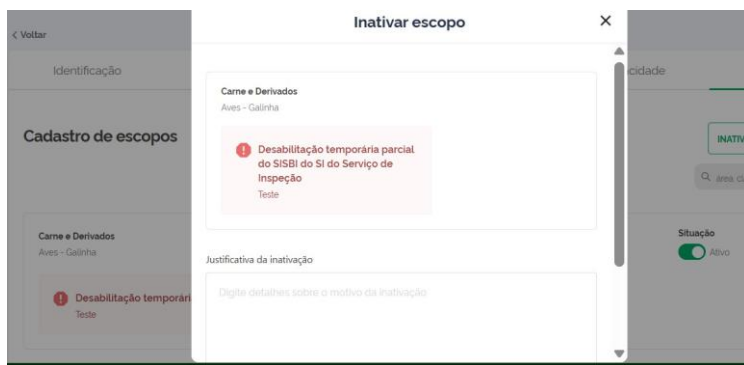 Inativar escopo
< Voltar
Identificação
cidade
Carne e Derivados
Aves - Galinha
Cadastro de escopos
INATIV
Desabilitação temporária parcial
do SISBI do SI do Serviço de
Inspeção
Teste
área cl
Carne e Derivados
Aves - Galinha
Situação
Ativo
Justificativa da inativação
Desabilitação temporári
Teste
Digite detalhes sobre o motivo da inativação